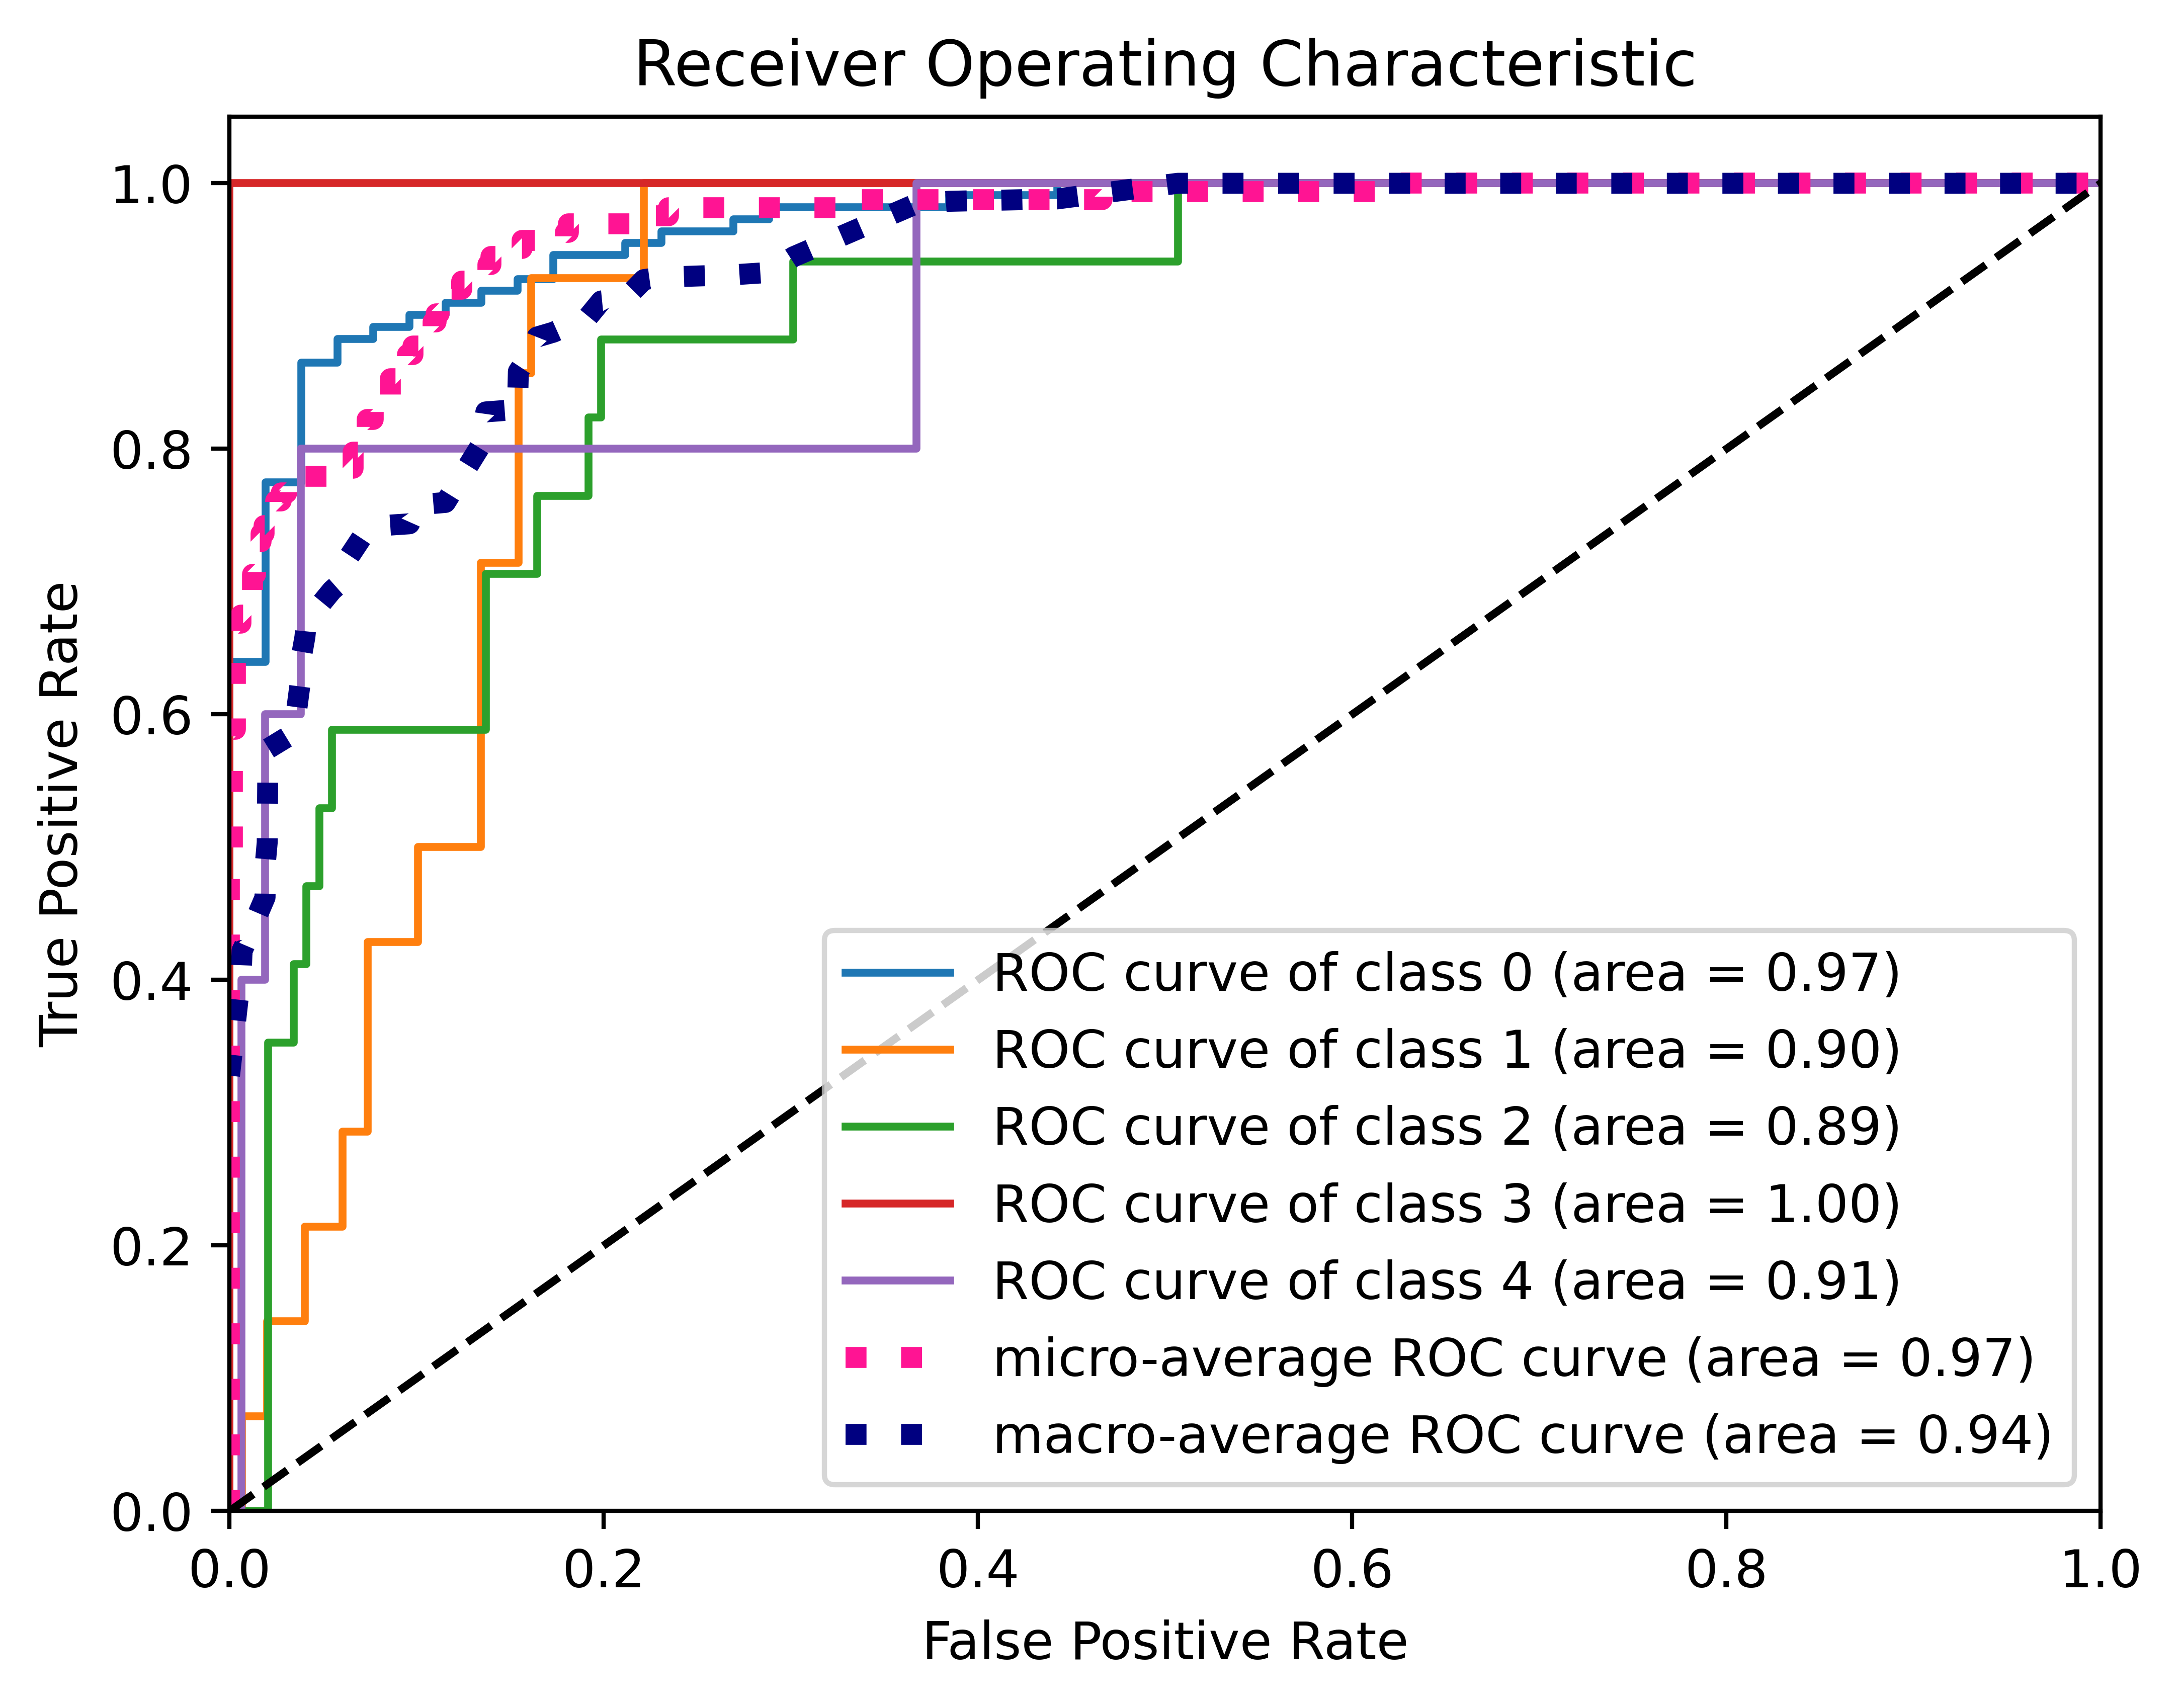 Receiver Operating Characteristic
1.0
0.8
0.6
0.4
0.2
0.0
True Positive Rate
ROC curve of class 0 (area = 0.97)
ROC curve of class 1 (area = 0.90)
ROC curve of class 2 (area = 0.89)
ROC curve of class 3 (area = 1.00)
ROC curve of class 4 (area = 0.91)
micro-average ROC curve (area = 0.97)
macro-average ROC curve (area = 0.94)
0.0 0.2 0.4 0.6 0.8 1.0
False Positive Rate